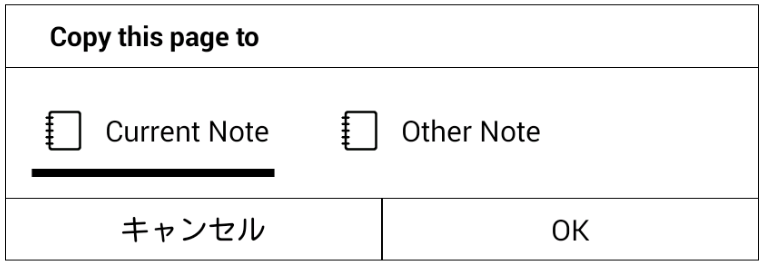 Copy this page to
Current Note
Other Note
キャンセル
OK